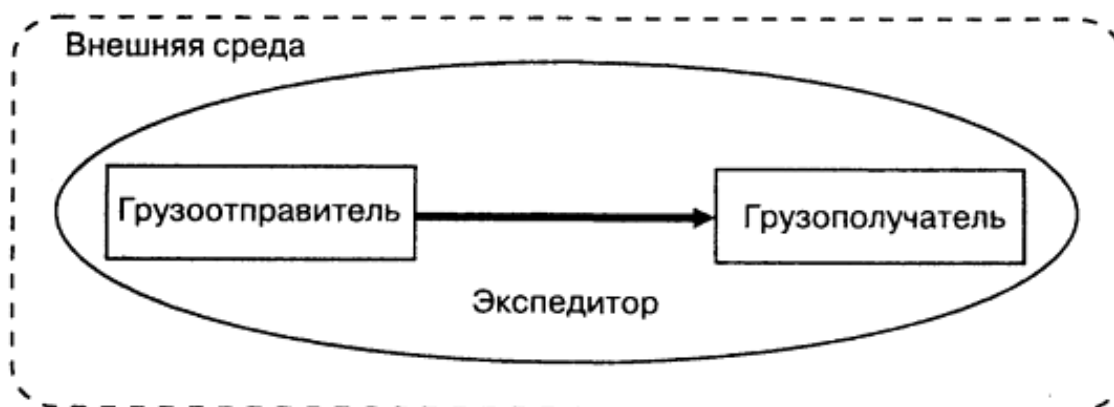 Внешняя среда
Грузоотправитель
Грузополучатель
Экспедитор